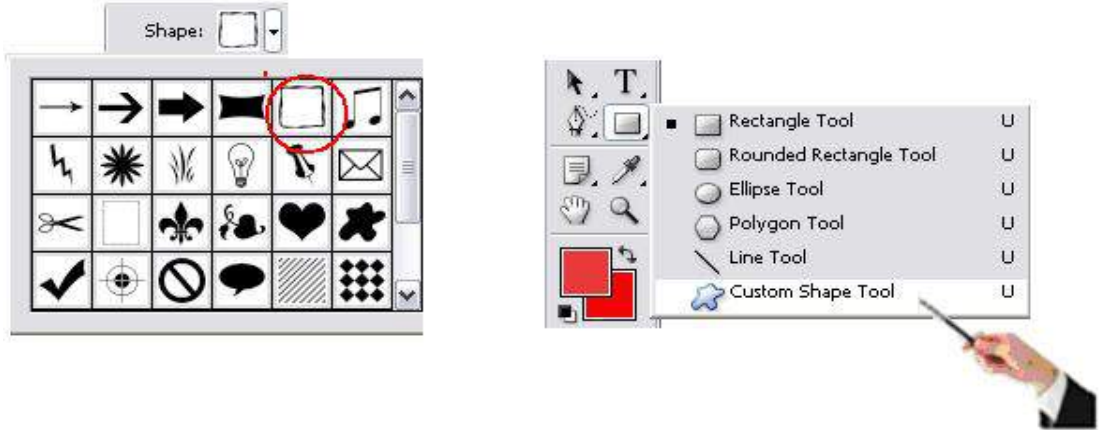 Shape:
T
Rectangle Tool U
Rounded Rectangle Tool U
Ellipse Tool U
Polygon Tool U
Line Tool U
Custom Shape Tool U